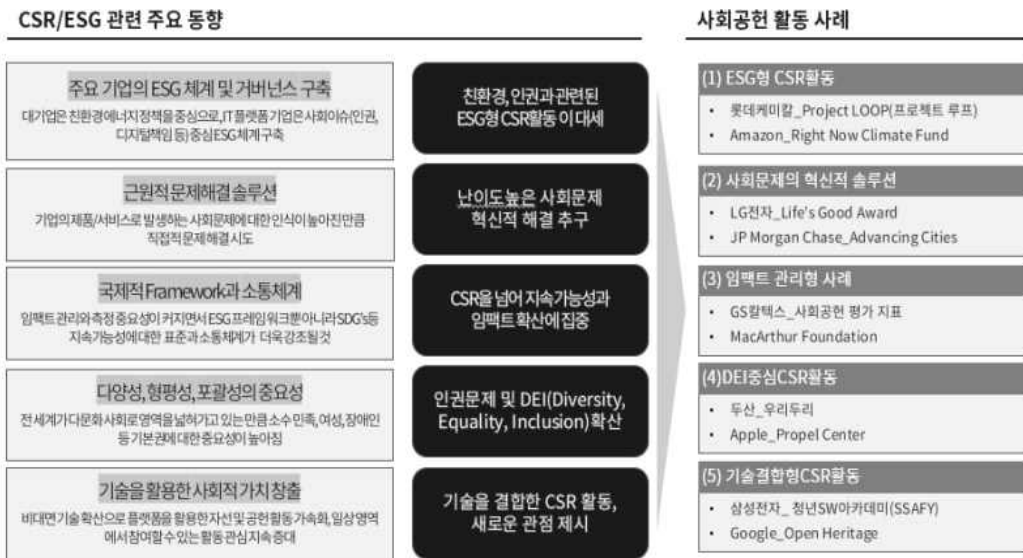 CSR/ESG 관련 주요 동향
사회공헌 활동 사례
주요 기업의 ESG 체계 및 거버넌스 구축
대기업은 친환경에너지정책을 중심으로, IT 플랫폼 기업은 사회이슈(인권,
디지털책임 등) 중심 ESG 체계 구축
친환경, 인권과 관련된
ESG형 CSR활동 이 대세
근원적 문제해결 솔루션
기업의 제품/서비스로 발생하는 사회문제에 대한 인식이 높아진 만큼
직접적 문제 해결 시도
난이도높은 사회문제
혁신적 해결 추구
국제적 Framework과 소통체계
임팩트 관리와 측정 중요성이 커지면서 ESG 프레임 워크뿐 아니라 SDG's등
지속가능성에 대한 표준과 소통체계가 더욱 강조될 것
CSR을 넘어 지속가능성과
임팩트 확산에 집중
다양성, 형평성, 포괄성의 중요성
전 세계가 다문화 사회로 영역을 넓혀가고 있는 만큼 소수 민족, 여성, 장애인
등 기본권에 대한 중요성이 높아짐
인권문제 및 DEI(Diversity,
Equality, Inclusion)확산
기술을 활용한 사회적 가치 창출
비대면 기술 확산으로 플랫폼을 활용한 자선 및 공헌 활동 가속화, 일상 영역
에서 참여할 수 있는 활동 관심 지속 증대
기술을 결합한 CSR 활동,
새로운 관점 제시
(1) ESG형 CSR활동
• 롯데케미칼_Project LOOP(프로젝트 루프)
• Amazon_Right Now Climate Fund
(2) 사회문제의 혁신적 솔루션
• LG전자_Life's Good Award
• JP Morgan Chase_Advancing Cities
(3) 임팩트 관리형 사례
• GS칼텍스_사회공헌 평가 지표
• MacArthur Foundation
(4)DEI중심CSR활동
• 두산_우리두리
• Apple_Propel Center
(5) 기술결합형CSR활동
• 삼성전자_ 청년SW아카데미(SSAFY)
• Google_Open Heritage